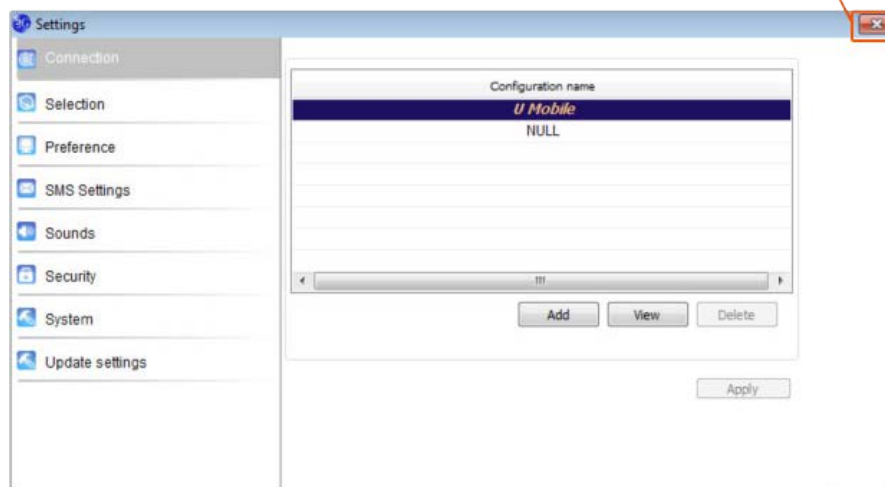 Settings
Connection
Selection
Preference
SMS Settings
Sounds
Security
System
Update settings
Configuration name
U Mobile
NULL
Add View Delete
Apply